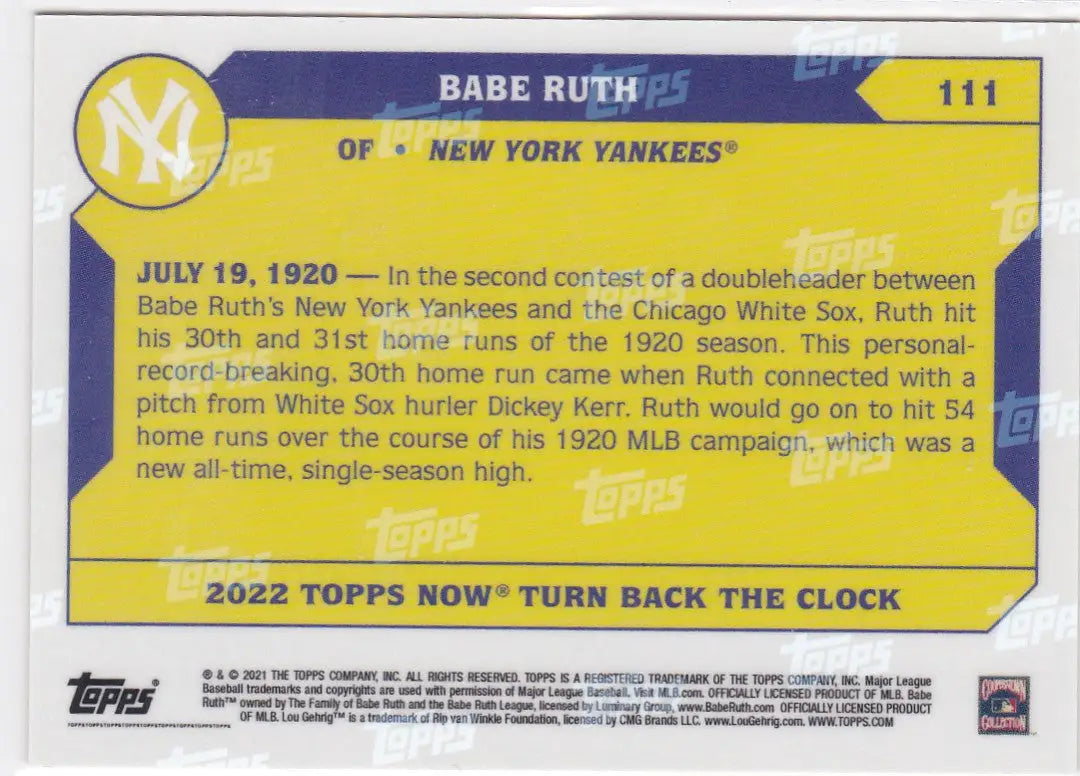 BABE RUTH
111
NY
OF • NEW YORK YANKEES®
JULY 19, 1920 — In the second contest of a doubleheader between
Babe Ruth's New York Yankees and the Chicago White Sox, Ruth hit
his 30th and 31st home runs of the 1920 season. This personal-
record-breaking, 30th home run came when Ruth connected with a
pitch from White Sox hurler Dickey Kerr. Ruth would go on to hit 54
home runs over the course of his 1920 MLB campaign, which was a
new all-time, single-season high.
2022 TOPPS NOW® TURN BACK THE CLOCK
Topps®
® & © 2021 THE TOPPS COMPANY, INC. ALL RIGHTS RESERVED. TOPPS IS A REGISTERED TRADEMARK OF THE TOPPS COMPANY, INC. Major League
Baseball trademarks and copyrights are used with permission of Major League Baseball. Visit MLB.com. OFFICIALLY LICENSED PRODUCT OF MLB. Babe
Ruth™ owned by The Family of Babe Ruth and the Babe Ruth League, licensed by Luminary Group, www.BabeRuth.com OFFICIALLY LICENSED PRODUCT
OF MLB. Lou Gehrig™ is a trademark of Rip van Winkle Foundation, licensed by CMG Brands LLC. www.LouGehrig.com. WWW.TOPPS.COM
COOPERSTOWN
COLLECTION